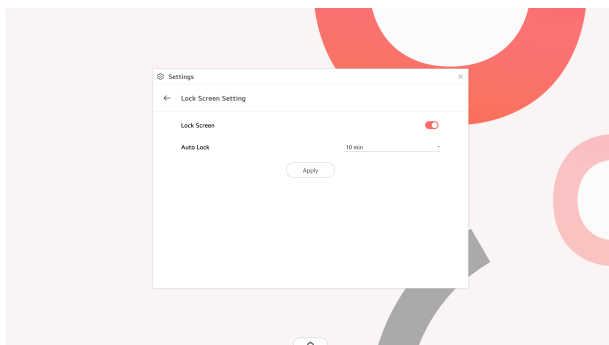 Settings
Lock Screen Setting
Lock Screen
Auto Lock 10 min
Apply